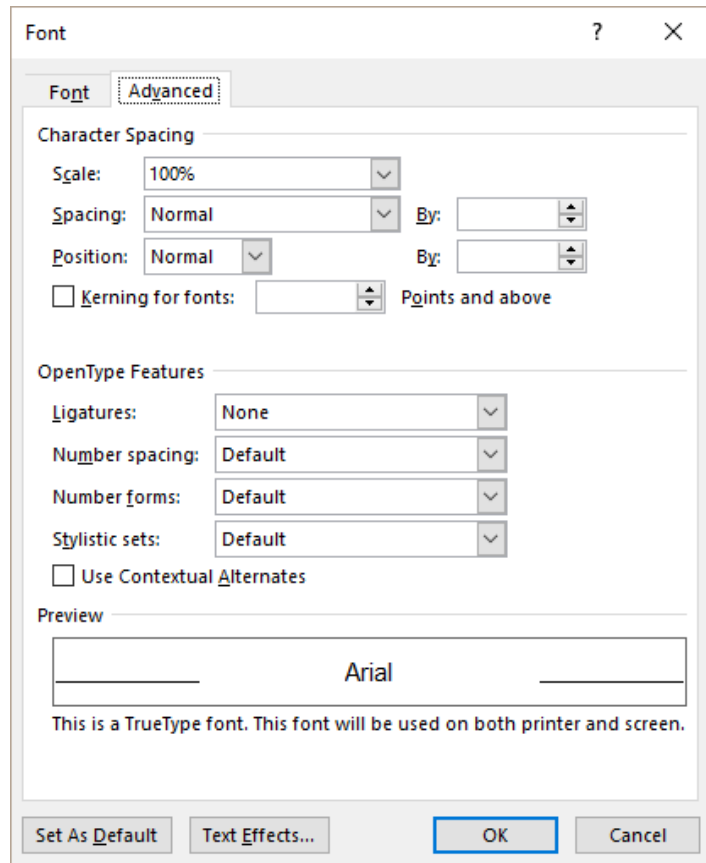 Font ?
Font Advanced
Character Spacing
Scale: 100%
Spacing: Normal By:
Position: Normal By:
Kerning for fonts: Points and above
OpenType Features
Ligatures: None
Number spacing: Default
Number forms: Default
Stylistic sets: Default
Use Contextual Alternates
Preview
Arial
This is a TrueType font. This font will be used on both printer and screen.
Set As Default Text Effects... OK Cancel